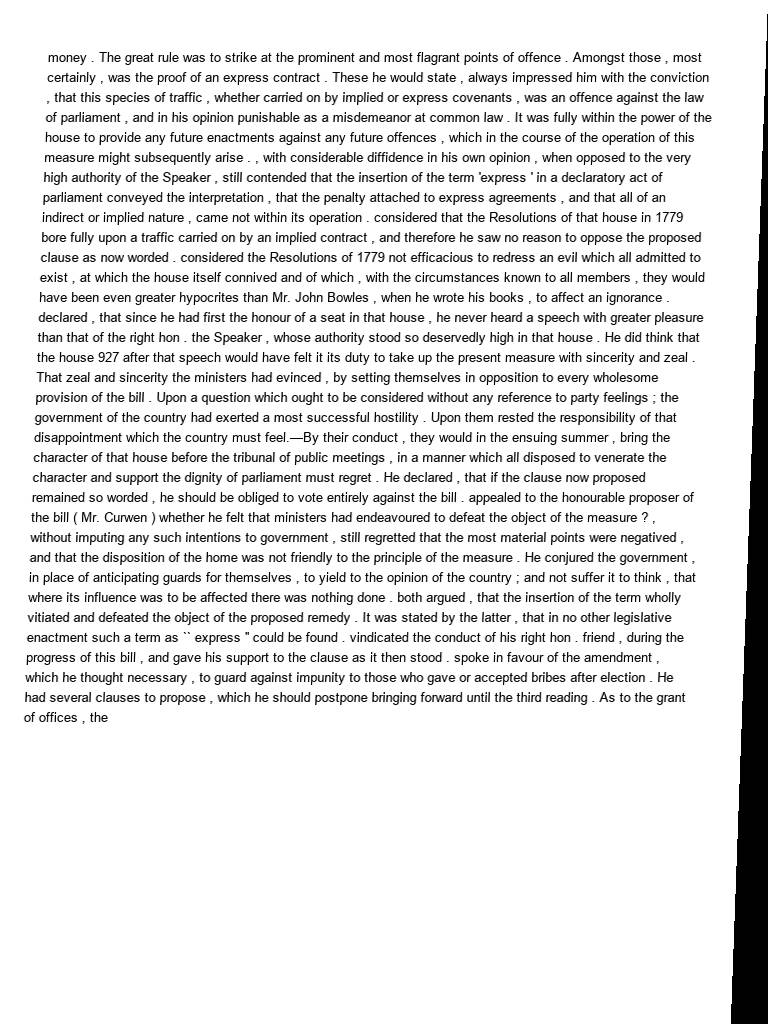 money . The great rule was to strike at the prominent and most flagrant points of offence . Amongst those , most
certainly , was the proof of an express contract . These he would state , always impressed him with the conviction
, that this species of traffic , whether carried on by implied or express covenants , was an offence against the law
of parliament , and in his opinion punishable as a misdemeanor at common law . It was fully within the power of the
house to provide any future enactments against any future offences , which in the course of the operation of this
measure might subsequently arise . , with considerable diffidence in his own opinion , when opposed to the very
high authority of the Speaker , still contended that the insertion of the term 'express ' in a declaratory act of
parliament conveyed the interpretation , that the penalty attached to express agreements , and that all of an
indirect or implied nature , came not within its operation . considered that the Resolutions of that house in 1779
bore fully upon a traffic carried on by an implied contract , and therefore he saw no reason to oppose the proposed
clause as now worded . considered the Resolutions of 1779 not efficacious to redress an evil which all admitted to
exist , at which the house itself connived and of which , with the circumstances known to all members , they would
have been even greater hypocrites than Mr. John Bowles , when he wrote his books , to affect an ignorance .
declared , that since he had first the honour of a seat in that house , he never heard a speech with greater pleasure
than that of the right hon . the Speaker , whose authority stood so deservedly high in that house . He did think that
the house 927 after that speech would have felt it its duty to take up the present measure with sincerity and zeal .
That zeal and sincerity the ministers had evinced , by setting themselves in opposition to every wholesome
provision of the bill . Upon a question which ought to be considered without any reference to party feelings ; the
government of the country had exerted a most successful hostility . Upon them rested the responsibility of that
disappointment which the country must feel.—By their conduct , they would in the ensuing summer , bring the
character of that house before the tribunal of public meetings , in a manner which all disposed to venerate the
character and support the dignity of parliament must regret . He declared , that if the clause now proposed
remained so worded , he should be obliged to vote entirely against the bill . appealed to the honourable proposer of
the bill ( Mr. Curwen ) whether he felt that ministers had endeavoured to defeat the object of the measure ? ,
without imputing any such intentions to government , still regretted that the most material points were negatived ,
and that the disposition of the home was not friendly to the principle of the measure . He conjured the government ,
in place of anticipating guards for themselves , to yield to the opinion of the country ; and not suffer it to think , that
where its influence was to be affected there was nothing done . both argued , that the insertion of the term wholly
vitiated and defeated the object of the proposed remedy . It was stated by the latter , that in no other legislative
enactment such a term as `` express '' could be found . vindicated the conduct of his right hon . friend , during the
progress of this bill , and gave his support to the clause as it then stood . spoke in favour of the amendment ,
which he thought necessary , to guard against impunity to those who gave or accepted bribes after election . He
had several clauses to propose , which he should postpone bringing forward until the third reading . As to the grant
of offices , the